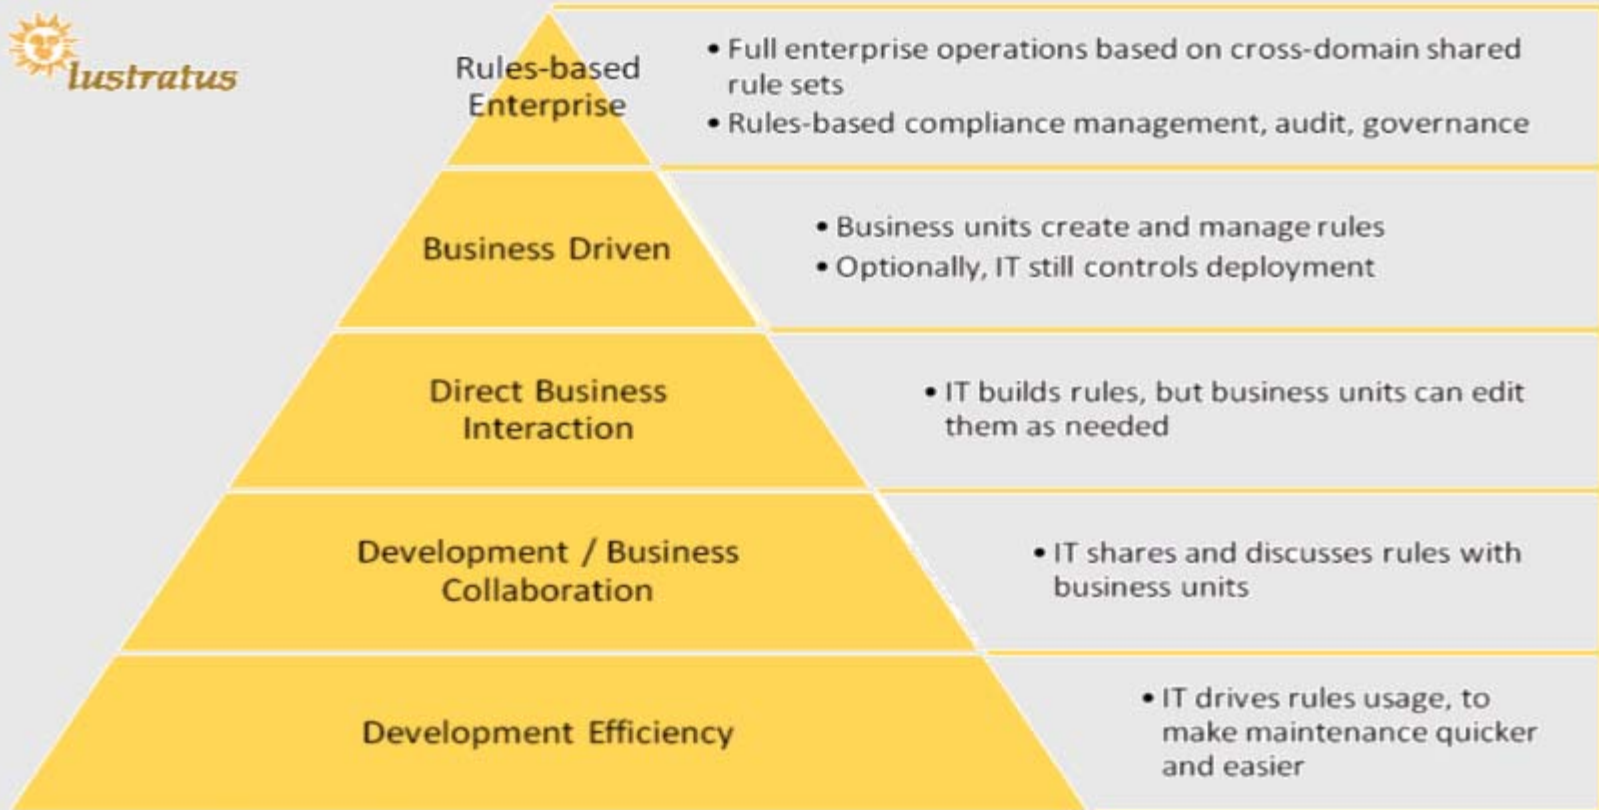 lustratus
Rules-based
Enterprise
• Full enterprise operations based on cross-domain shared
rule sets
• Rules-based compliance management, audit, governance
Business Driven
• Business units create and manage rules
• Optionally, IT still controls deployment
Direct Business
Interaction
• IT builds rules, but business units can edit
them as needed
Development / Business
Collaboration
• IT shares and discusses rules with
business units
Development Efficiency
• IT drives rules usage, to
make maintenance quicker
and easier